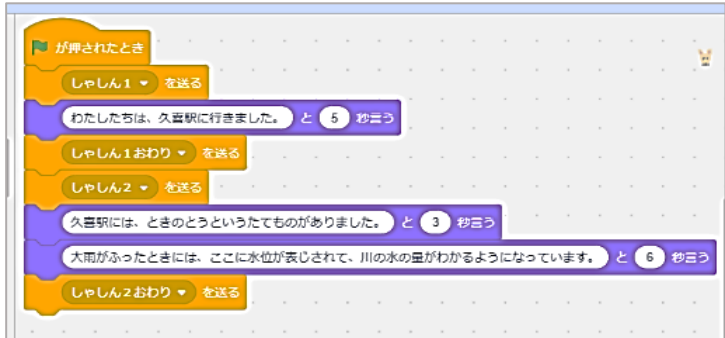 が押されたとき
しゃしん1 を送る
わたしたちは、久喜駅に行きました。 と 5 秒言う
しゃしん1おわり を送る
しゃしん2 を送る
久喜駅には、ときのとうというたてものがありました。 と 3 秒言う
大雨がふったときには、ここに水位が表じされて、川の水の量がわかるようになっています。 と 6 秒言う
しゃしん2おわり を送る